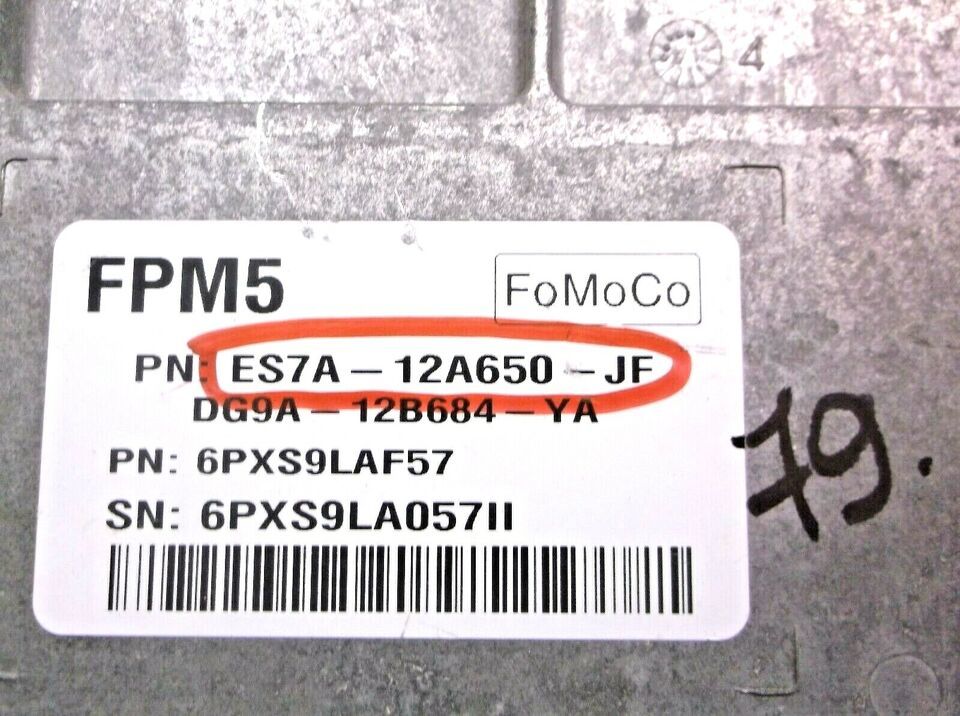 4
FPM5
FoMoCo
PN: ES7A-12A650-JF
DG9A-12B684-YA
PN: 6PXS9LAF57
SN: 6PXS9LA057II
79.